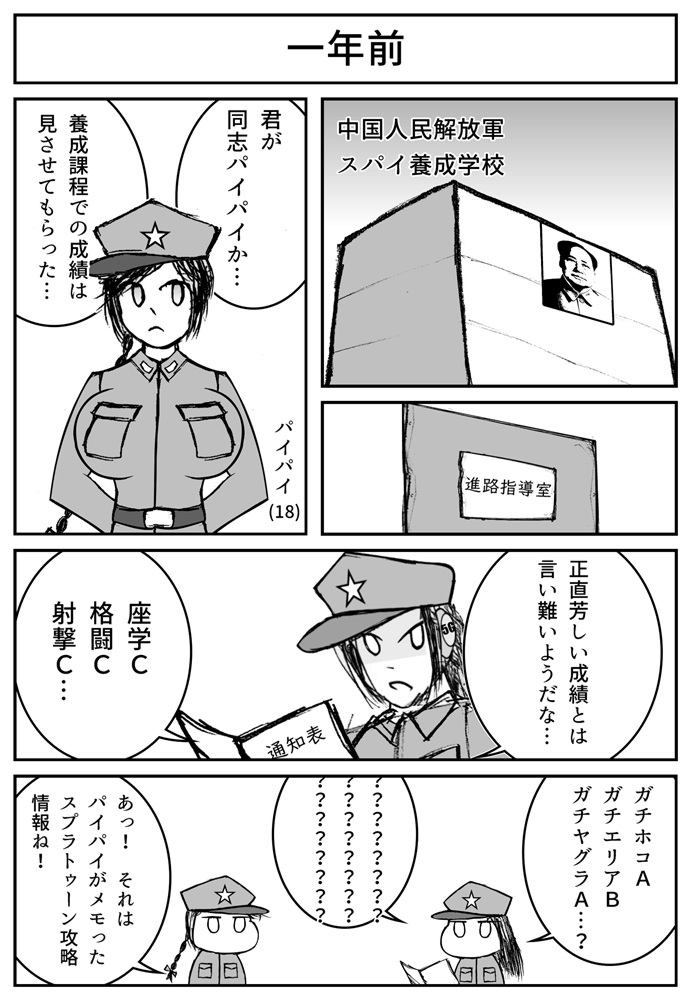 一年前
中国人民解放軍
スパイ養成学校
進路指導室
君が
同志パイパイか…
養成課程での成績は
見させてもらった…
パイパイ
(18)
正直芳しい成績とは
言い難いようだな…
56
通知表
座学C
格闘C
射撃C…
ガチホコA
ガチエリアB
ガチヤグラA…?
?????????
?????????
?????????
あっ! それは
パイパイがメモった
スプラトゥーン攻略
情報ね!